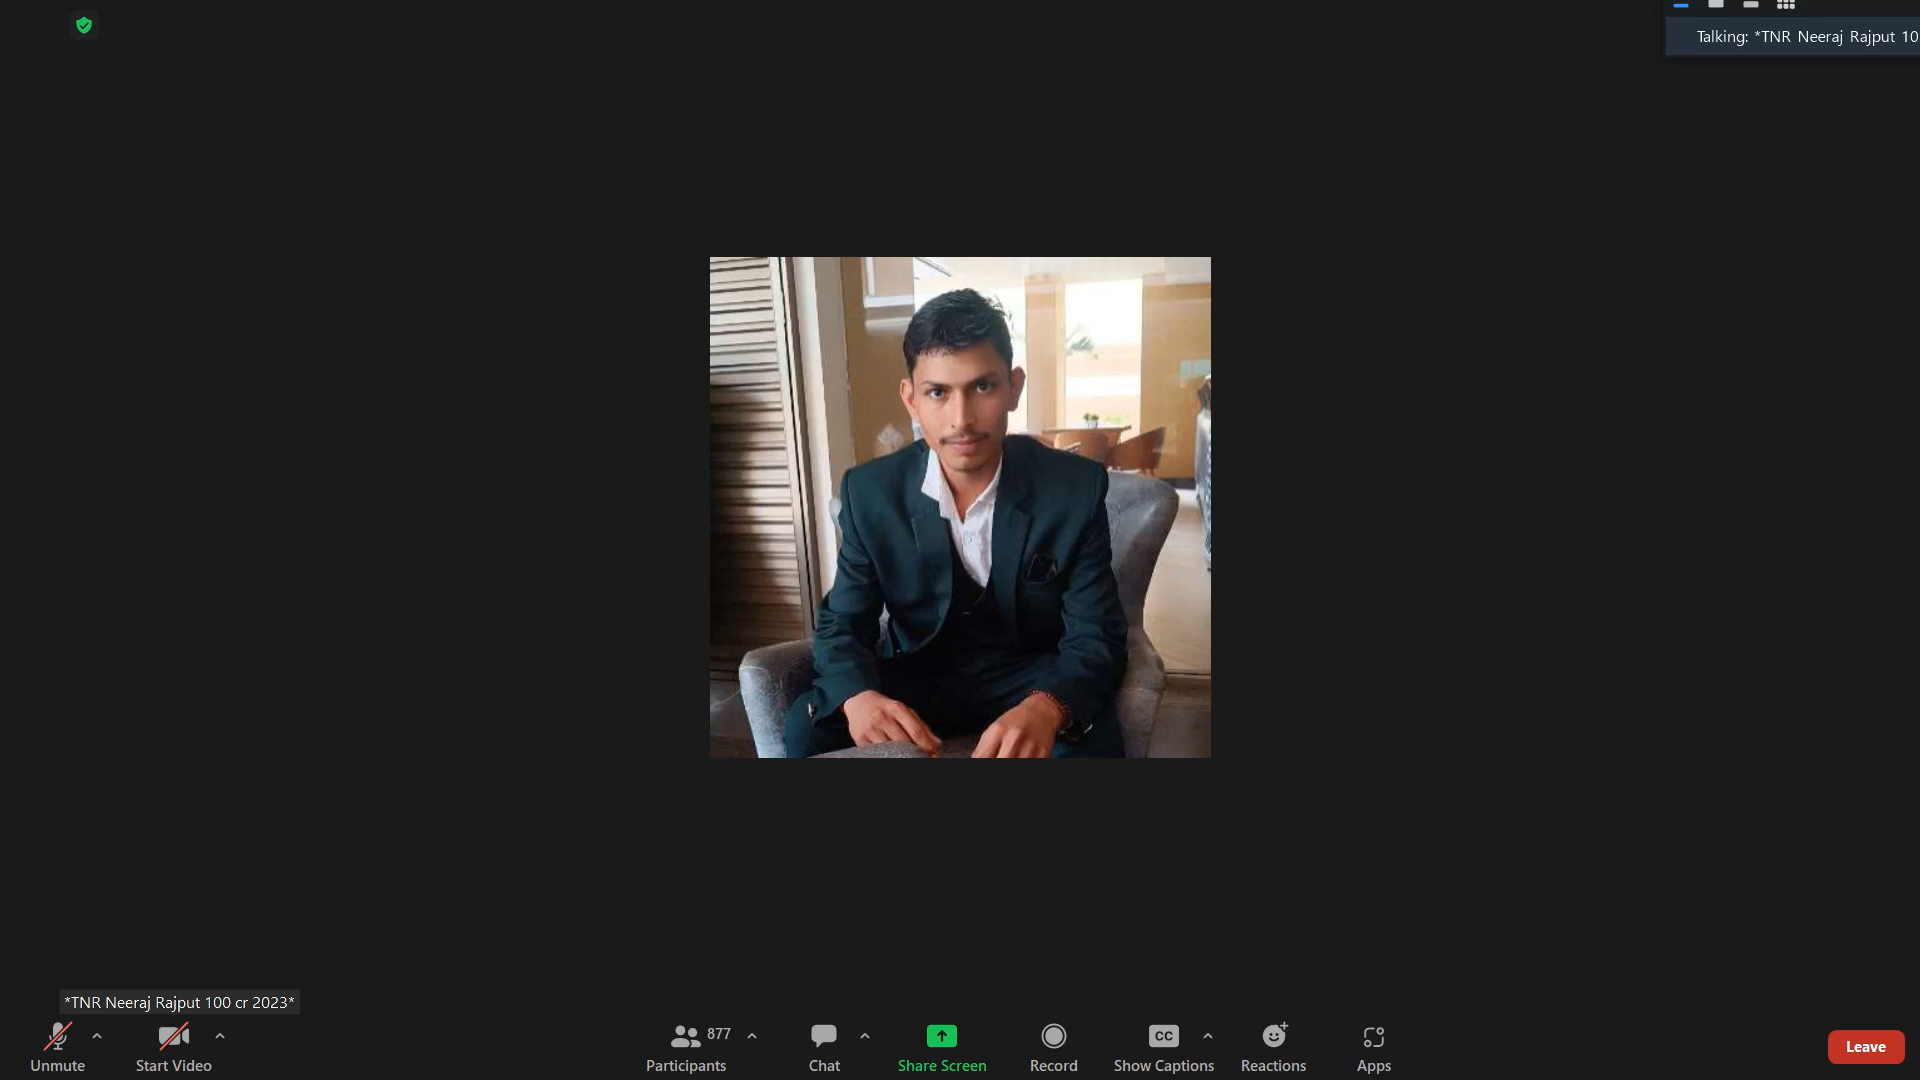 Talking: *TNR Neeraj Rajput 10
*TNR Neeraj Rajput 100 cr 2023*
Unmute
Start Video
877
Participants
Chat
Share Screen
Record
CC
Show Captions
Reactions
Apps
Leave